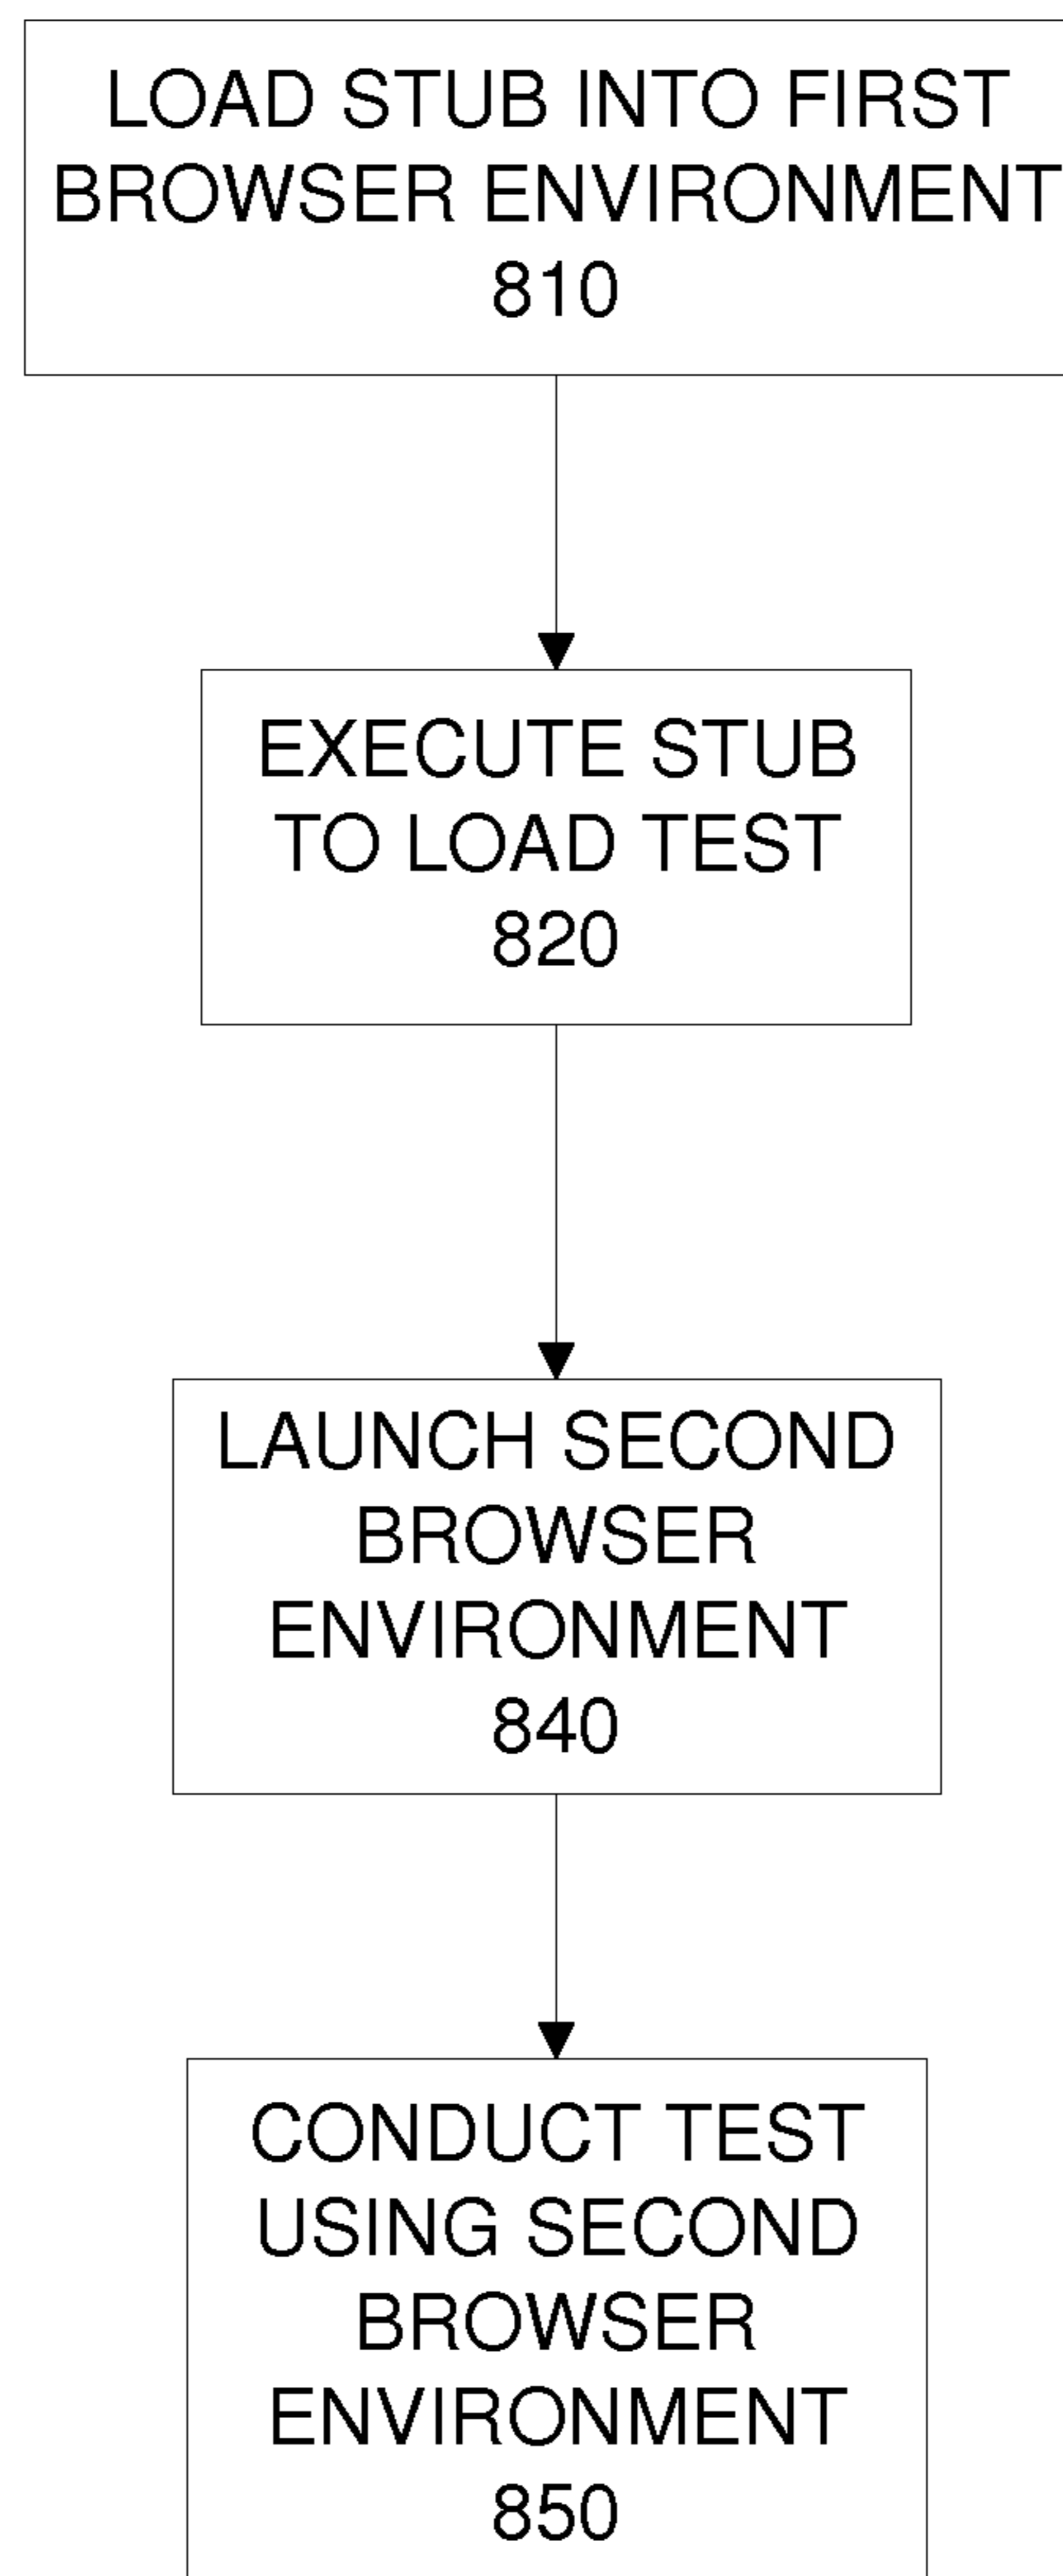 LOAD STUB INTO FIRST
BROWSER ENVIRONMENT
810
EXECUTE STUB
TO LOAD TEST
820
LAUNCH SECOND
BROWSER
ENVIRONMENT
840
CONDUCT TEST
USING SECOND
BROWSER
ENVIRONMENT
850